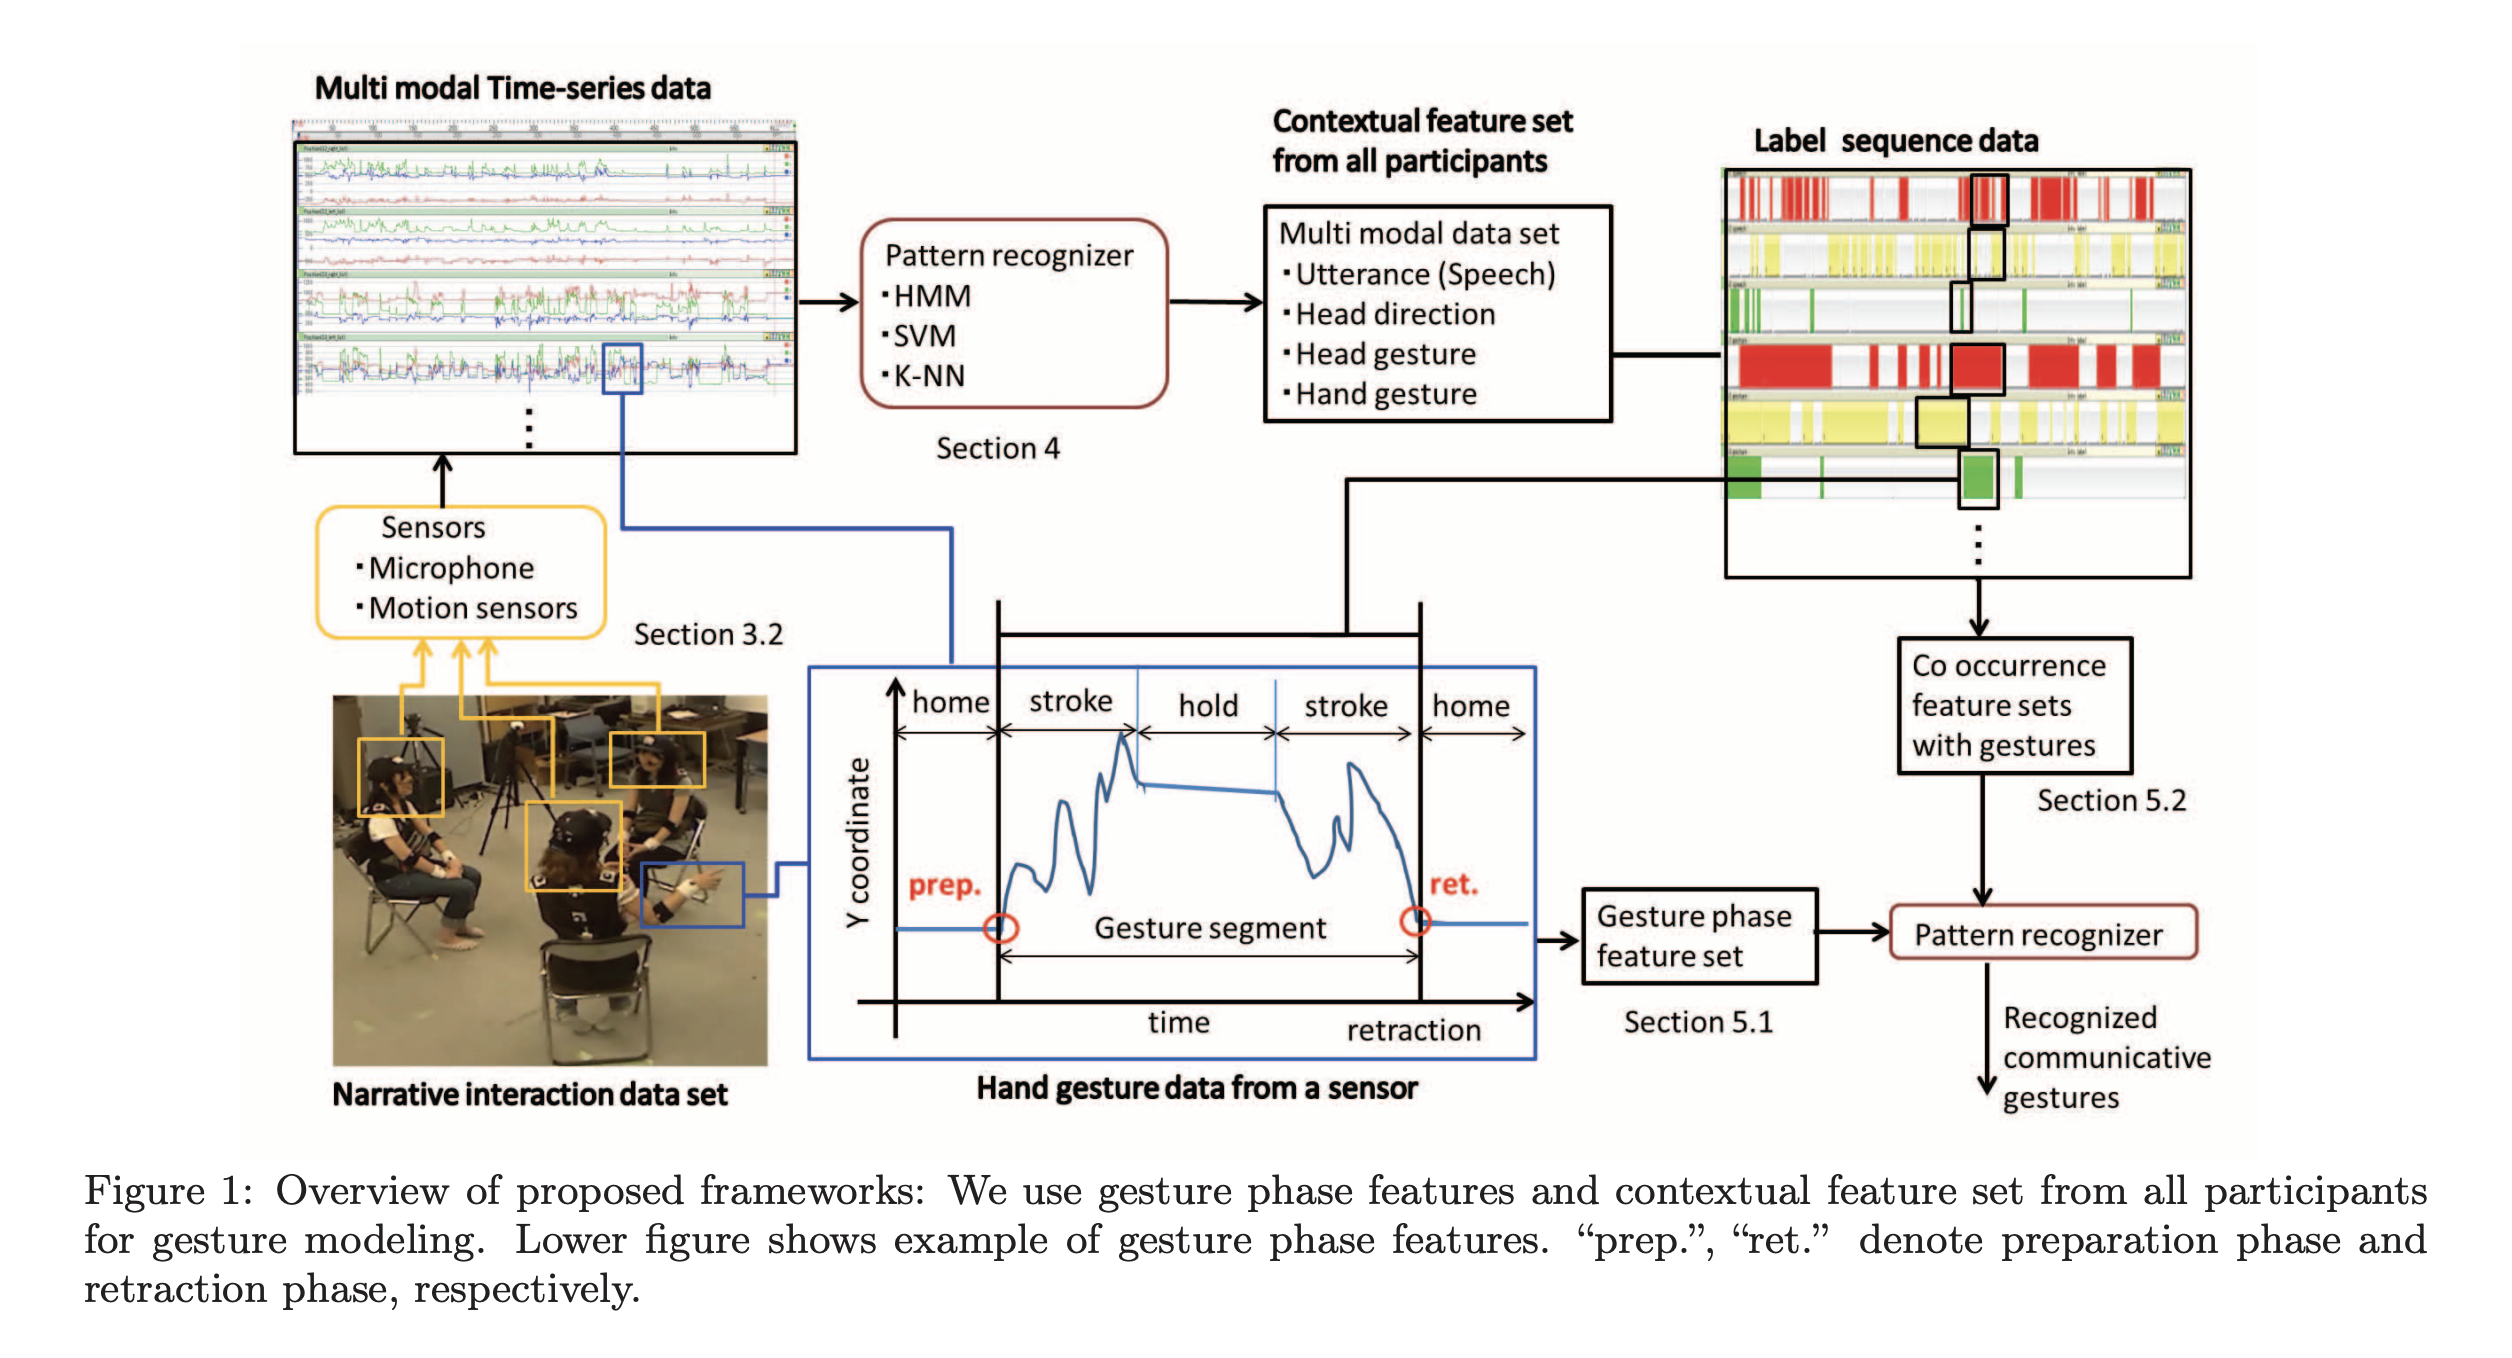 Multi modal Time-series data
Contextual feature set
from all participants
Label sequence data
Pattern recognizer
・HMM
・SVM
・K-NN
Section 4
Multi modal data set
・Utterance (Speech)
・Head direction
・Head gesture
・Hand gesture
Sensors
・Microphone
・Motion sensors
Section 3.2
Co occurrence
feature sets
with gestures
Section 5.2
home
stroke
hold
stroke
home
Y coordinate
prep.
ret.
Gesture segment
time
retraction
Gesture phase
feature set
Section 5.1
Pattern recognizer
Recognized
communicative
gestures
Narrative interaction data set
Hand gesture data from a sensor
Figure 1: Overview of proposed frameworks: We use gesture phase features and contextual feature set from all participants
for gesture modeling. Lower figure shows example of gesture phase features. “prep.”, “ret.” denote preparation phase and
retraction phase, respectively.